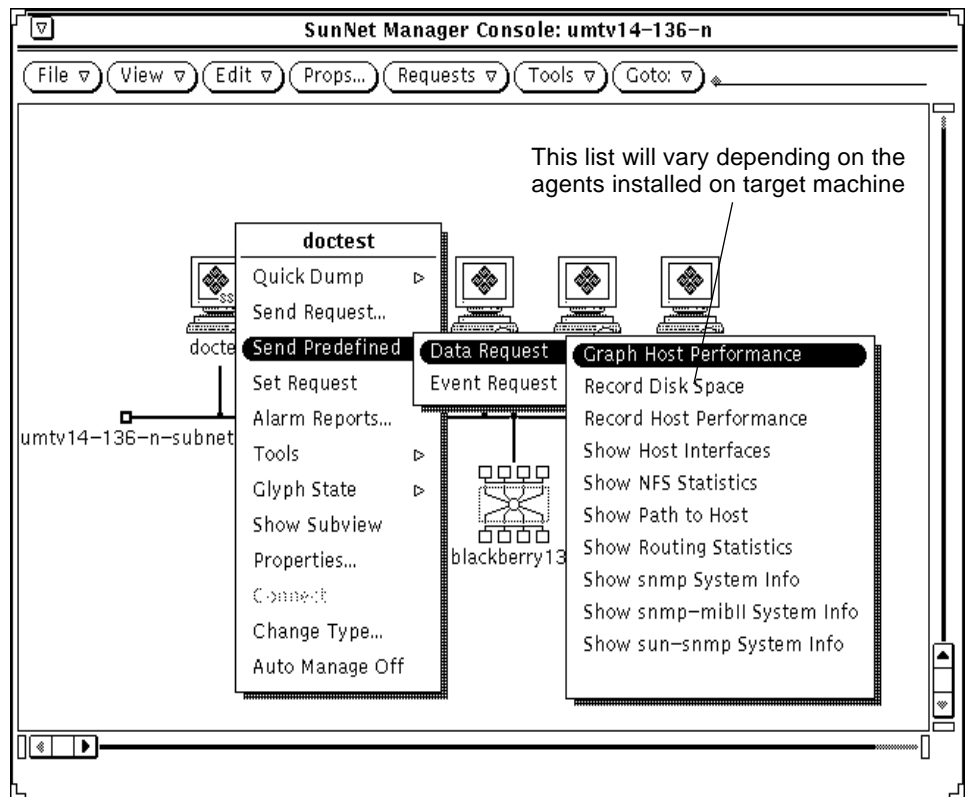 SunNet Manager Console: umtv14-136-n
File View Edit Props... Requests Tools Goto:
This list will vary depending on the
agents installed on target machine
doctest
Quick Dump
Send Request...
Send Predefined
Set Request
Alarm Reports...
Tools
Glyph State
Show Subview
Properties...
Connect
Change Type...
Auto Manage Off
Data Request
Event Request
Graph Host Performance
Record Disk Space
Record Host Performance
Show Host Interfaces
Show NFS Statistics
Show Path to Host
Show Routing Statistics
Show snmp System Info
Show snmp-mibII System Info
Show sun-snmp System Info
SS
docte
umtv14-136-n-subnet
blackberry13